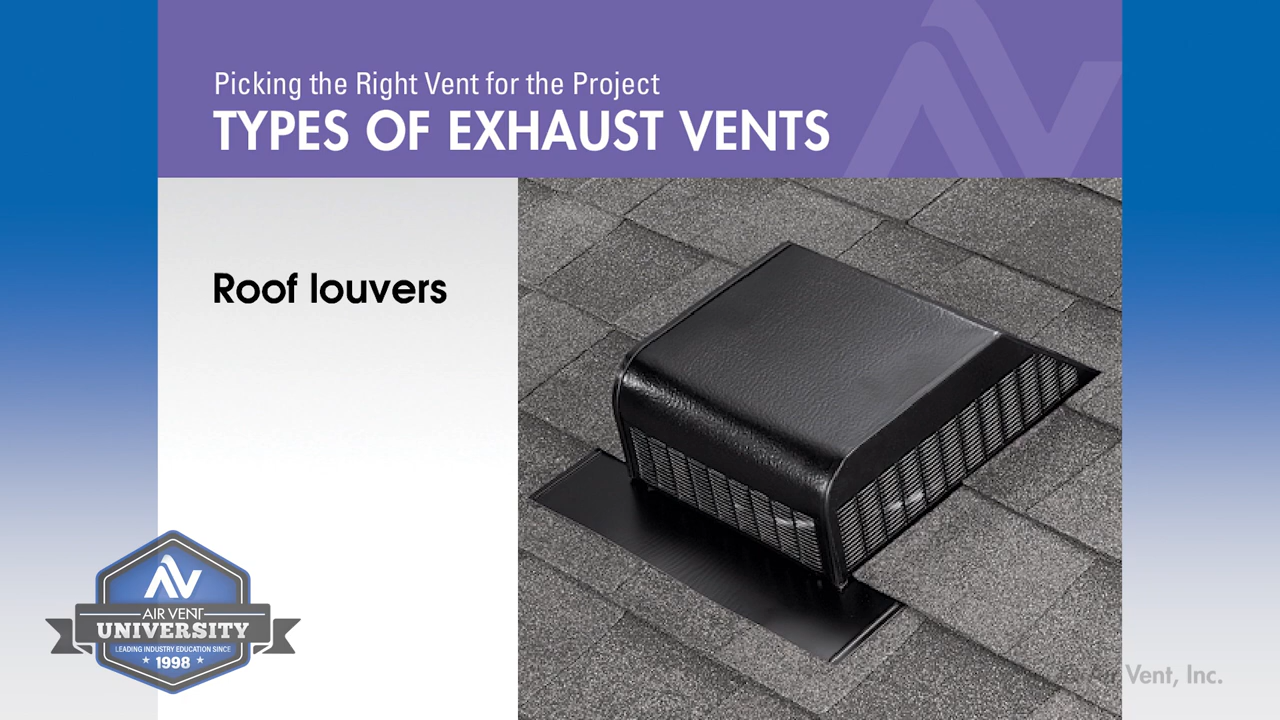 Picking the Right Vent for the Project
TYPES OF EXHAUST VENTS
Roof louvers
AIR VENT
UNIVERSITY
LEADING INDUSTRY EDUCATION SINCE
1998
Air Vent, Inc.